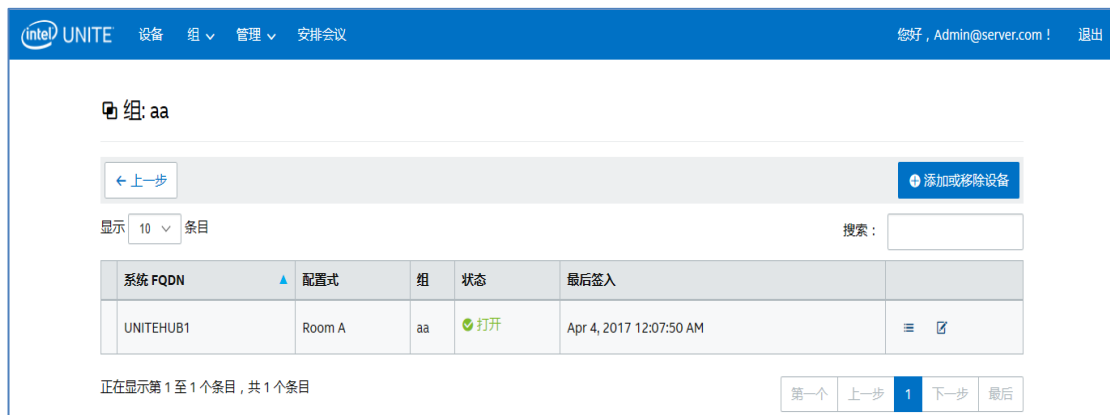 intel UNITE 设备 组 管理 安排会议 您好，Admin@server.com！ 退出
组: aa
上一步 添加或移除设备
显示 10 条目 搜索：
系统 FQDN 配置式 组 状态 最后签入
UNITEHUB1 Room A aa 打开 Apr 4, 2017 12:07:50 AM
正在显示第 1 至 1 个条目，共 1 个条目 第一个 上一步 1 下一步 最后